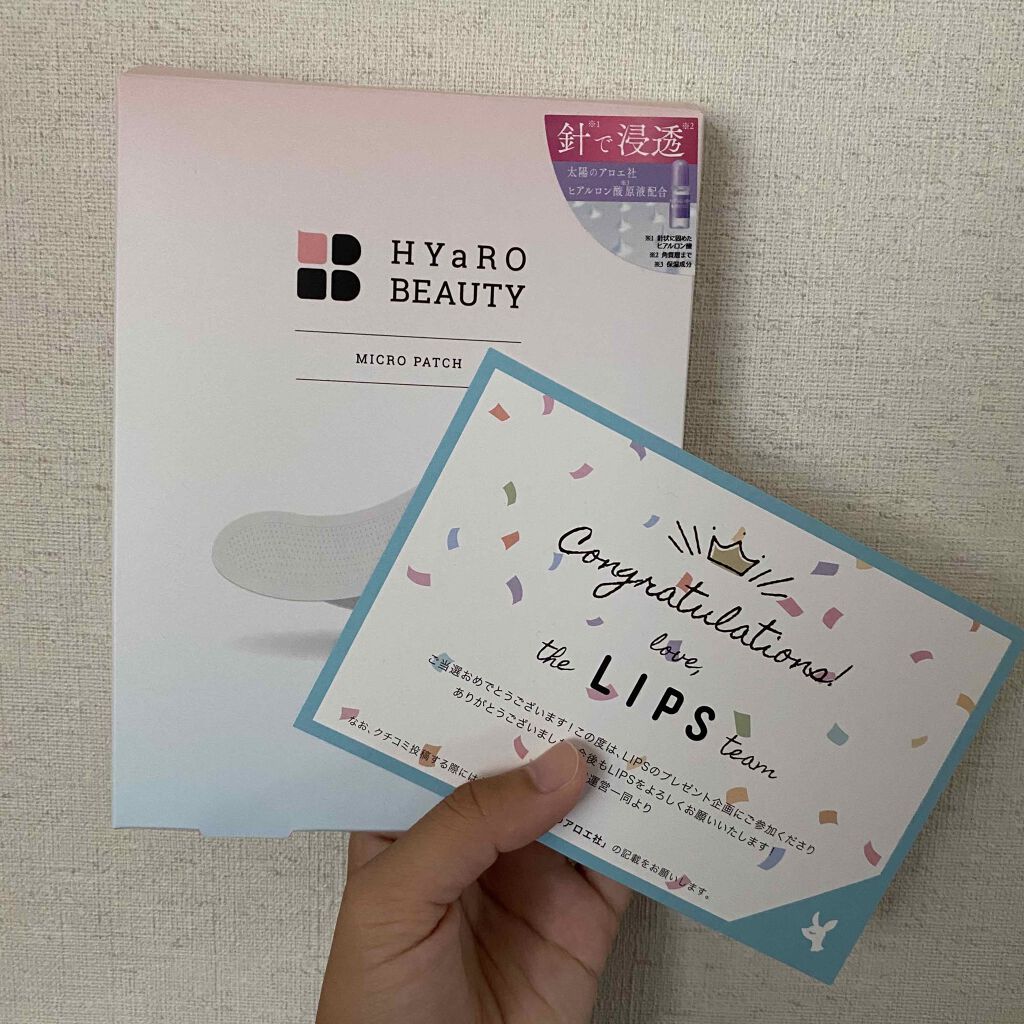 針※1で浸透※2
太陽のアロエ社
ヒアルロン酸※3原液配合
※1 針状に固めた
ヒアルロン酸
※2 角質層まで
※3 保湿成分
HYaRO
BEAUTY
MICRO PATCH
Congratulations!
love,
the LIPS team
ご当選おめでとうございます!この度は、LIPSのプレゼント企画にご参加くださり
ありがとうございました 今後もLIPSをよろしくお願いいたします!
運営一同より
なお、クチコミ投稿する際には
アロエ社」の記載をお願いします。